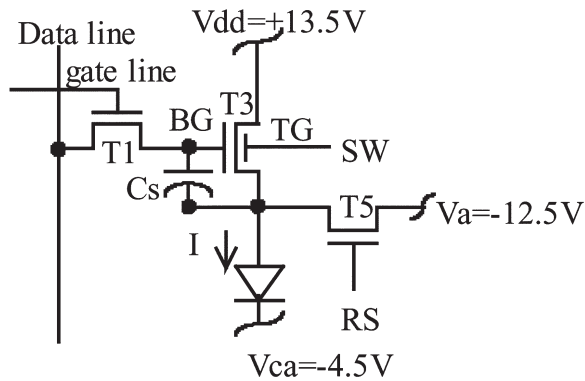 Data line
Vdd=+13.5V
gate line
BG
T3
TG
T1
SW
Cs
T5
Va=-12.5V
I
RS
Vca=-4.5V